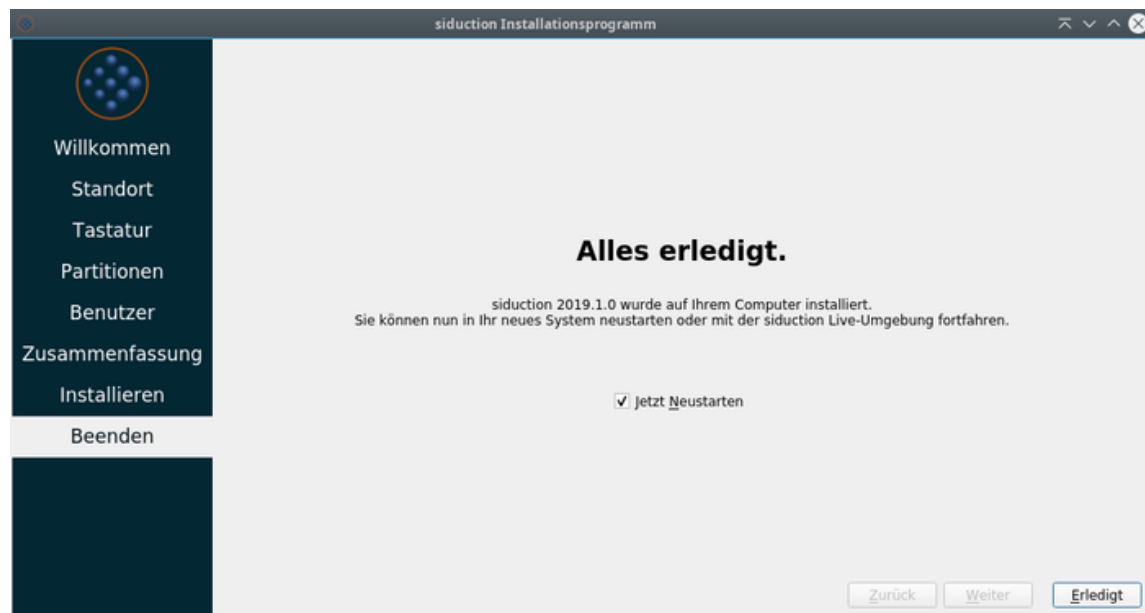 siduction Installationsprogramm
Willkommen
Standort
Tastatur
Partitionen
Benutzer
Zusammenfassung
Installieren
Beenden
Alles erledigt.
siduction 2019.1.0 wurde auf Ihrem Computer installiert.
Sie können nun in Ihr neues System neustarten oder mit der siduction Live-Umgebung fortfahren.
Jetzt Neustarten
Zurück Weiter Erledigt